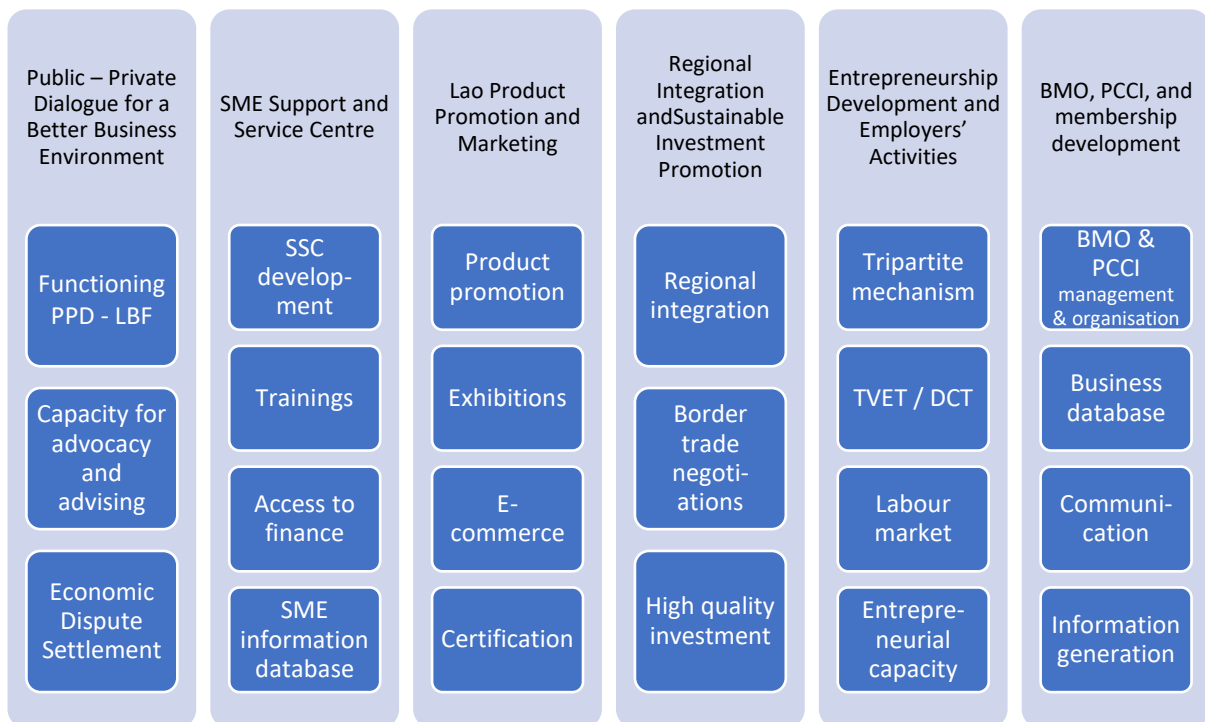 Public – Private
Dialogue for a
Better Business
Environment
Functioning
PPD - LBF
Capacity for
advocacy
and
advising
Economic
Dispute
Settlement
SME Support and
Service Centre
SSC
develop-
ment
Trainings
Access to
finance
SME
information
database
Lao Product
Promotion and
Marketing
Product
promotion
Exhibitions
E-
commerce
Certification
Regional
Integration
andSustainable
Investment
Promotion
Regional
integration
Border
trade
negoti-
ations
High quality
investment
Entrepreneurship
Development and
Employers’
Activities
Tripartite
mechanism
TVET / DCT
Labour
market
Entrepre-
neurial
capacity
BMO, PCCI, and
membership
development
BMO &
PCCI
management
& organisation
Business
database
Communi-
cation
Information
generation